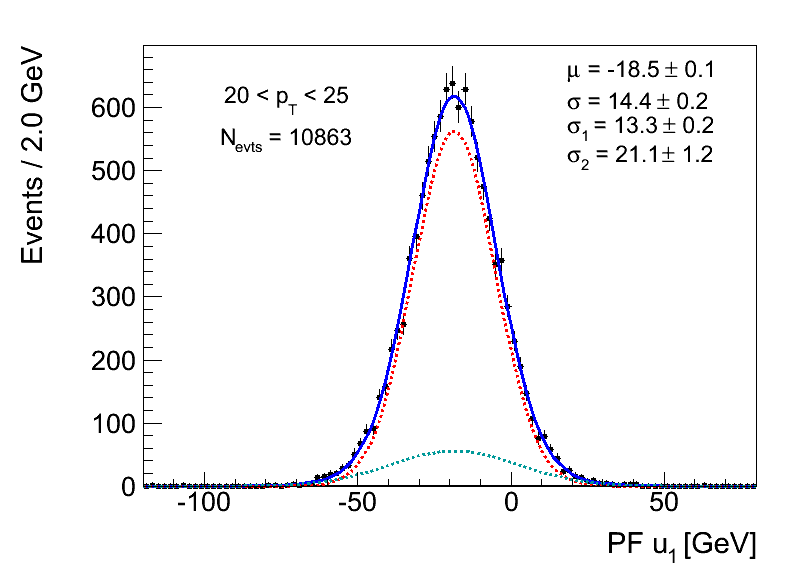 Events / 2.0 GeV
20 < p_T < 25
N_evts = 10863
μ = -18.5 ± 0.1
σ = 14.4 ± 0.2
σ_1 = 13.3 ± 0.2
σ_2 = 21.1 ± 1.2
600
500
400
300
200
100
0
-100 -50 0 50
PF u_1 [GeV]